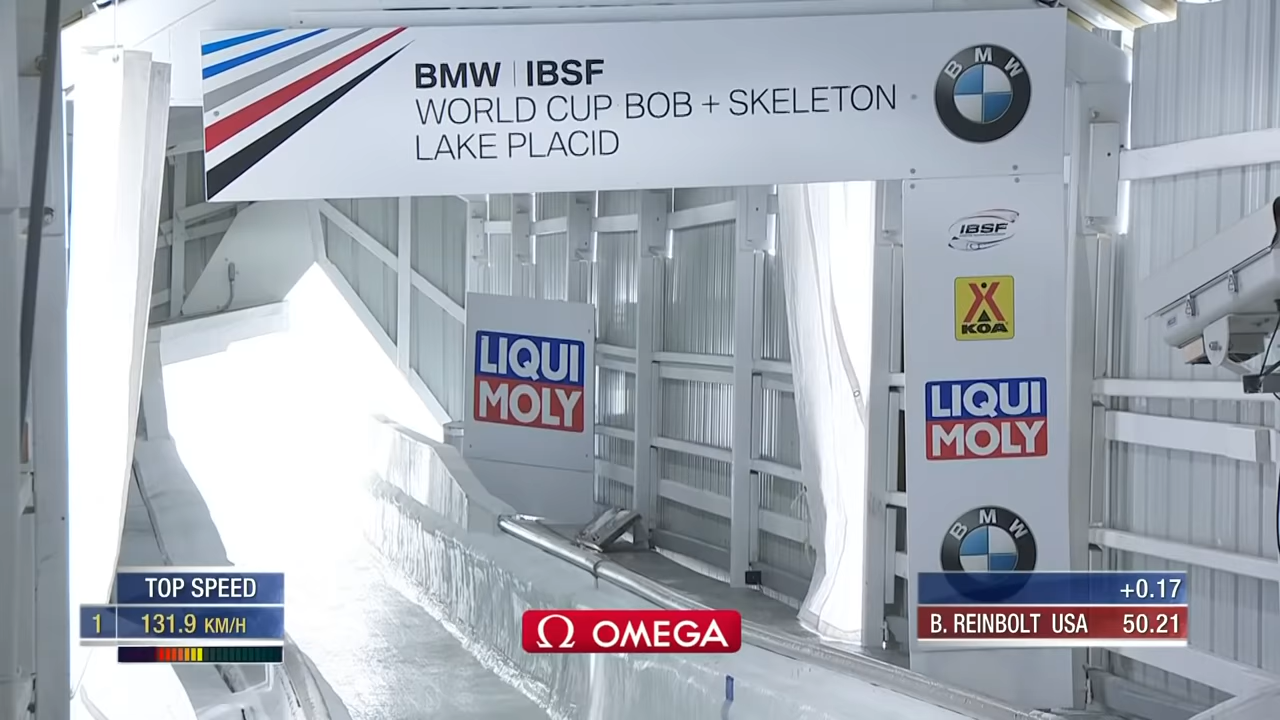 BMW | IBSF
WORLD CUP BOB + SKELETON
LAKE PLACID
BMW
IBSF
KOA
LIQUI
MOLY
LIQUI
MOLY
BMW
TOP SPEED
1 131.9 KM/H
Ω OMEGA
+0.17
B. REINBOLT USA 50.21